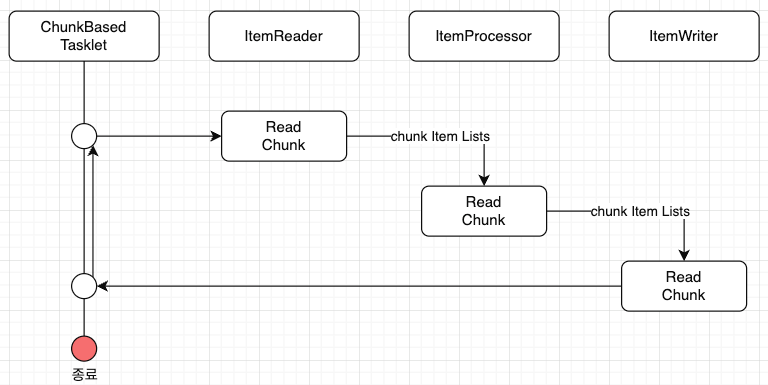 ChunkBased
Tasklet
ItemReader
ItemProcessor
ItemWriter
Read
Chunk
chunk Item Lists
Read
Chunk
chunk Item Lists
Read
Chunk
종료